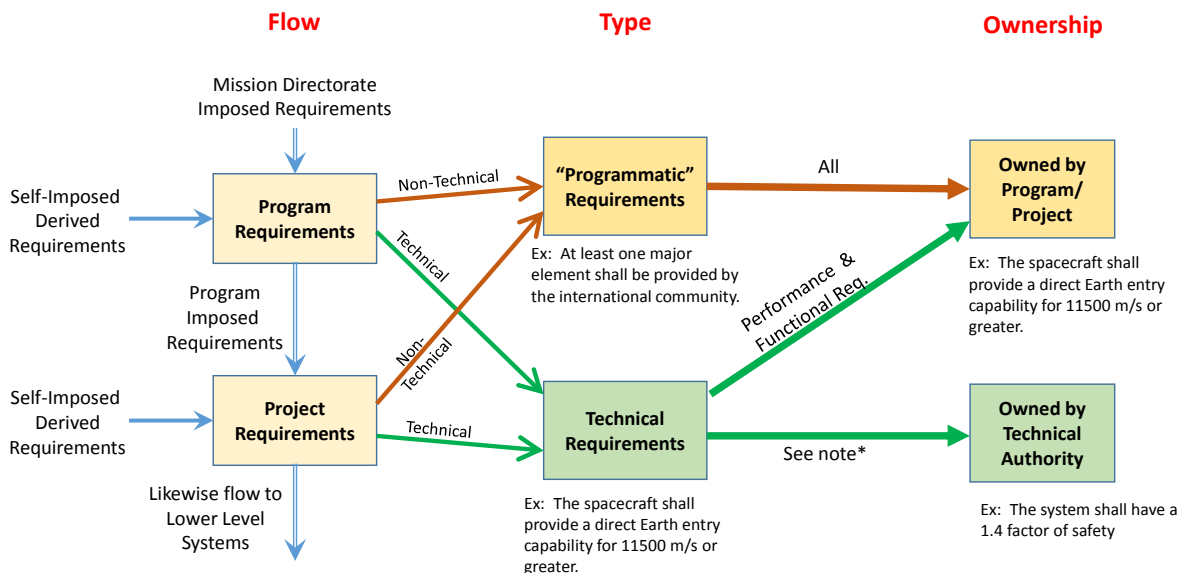 Flow
Type
Ownership
Mission Directorate
Imposed Requirements
Self-Imposed
Derived
Requirements
Program
Requirements
Non-Technical
Technical
“Programmatic”
Requirements
Ex:  At least one major
element shall be provided by
the international community.
All
Owned by
Program/
Project
Ex:  The spacecraft shall
provide a direct Earth entry
capability for 11500 m/s or
greater.
Program
Imposed
Requirements
Non-
Technical
Performance &
Functional Req.
Self-Imposed
Derived
Requirements
Project
Requirements
Technical
Technical
Requirements
Ex:  The spacecraft shall
provide a direct Earth entry
capability for 11500 m/s or
greater.
See note*
Owned by
Technical
Authority
Ex:  The system shall have a
1.4 factor of safety
Likewise flow to
Lower Level
Systems